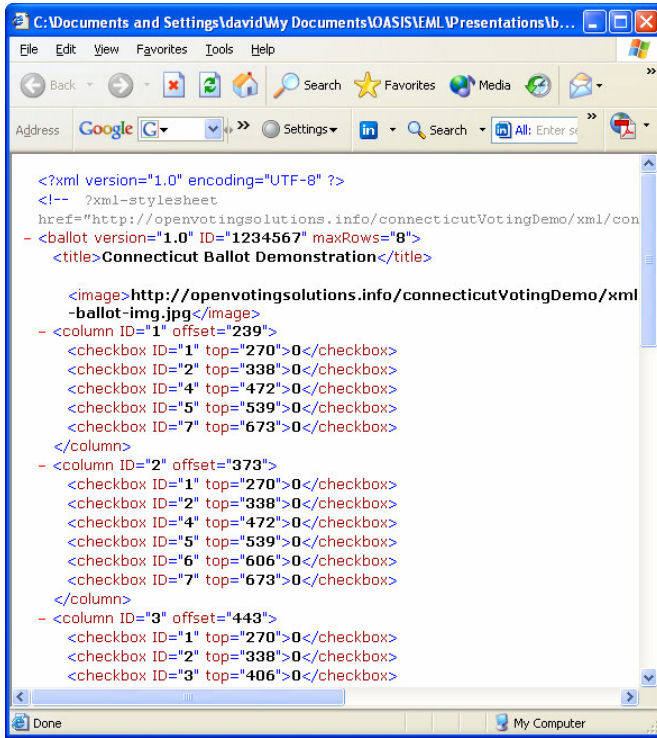 C:\Documents and Settings\david\My Documents\OASIS\EML\Presentations\b...
File Edit View Favorites Tools Help
Back Search Favorites Media »
Address Google G Settings in Search All: Enter se »
<?xml version="1.0" encoding="UTF-8" ?>
<!-- ?xml-stylesheet
href="http://openvotingsolutions.info/connecticutVotingDemo/xml/con
- <ballot version="1.0" ID="1234567" maxRows="8">
<title>Connecticut Ballot Demonstration</title>
<image>http://openvotingsolutions.info/connecticutVotingDemo/xml
-ballot-img.jpg</image>
- <column ID="1" offset="239">
<checkbox ID="1" top="270">0</checkbox>
<checkbox ID="2" top="338">0</checkbox>
<checkbox ID="4" top="472">0</checkbox>
<checkbox ID="5" top="539">0</checkbox>
<checkbox ID="7" top="673">0</checkbox>
</column>
- <column ID="2" offset="373">
<checkbox ID="1" top="270">0</checkbox>
<checkbox ID="2" top="338">0</checkbox>
<checkbox ID="4" top="472">0</checkbox>
<checkbox ID="5" top="539">0</checkbox>
<checkbox ID="6" top="606">0</checkbox>
<checkbox ID="7" top="673">0</checkbox>
</column>
- <column ID="3" offset="443">
<checkbox ID="1" top="270">0</checkbox>
<checkbox ID="2" top="338">0</checkbox>
<checkbox ID="3" top="406">0</checkbox>
Done My Computer